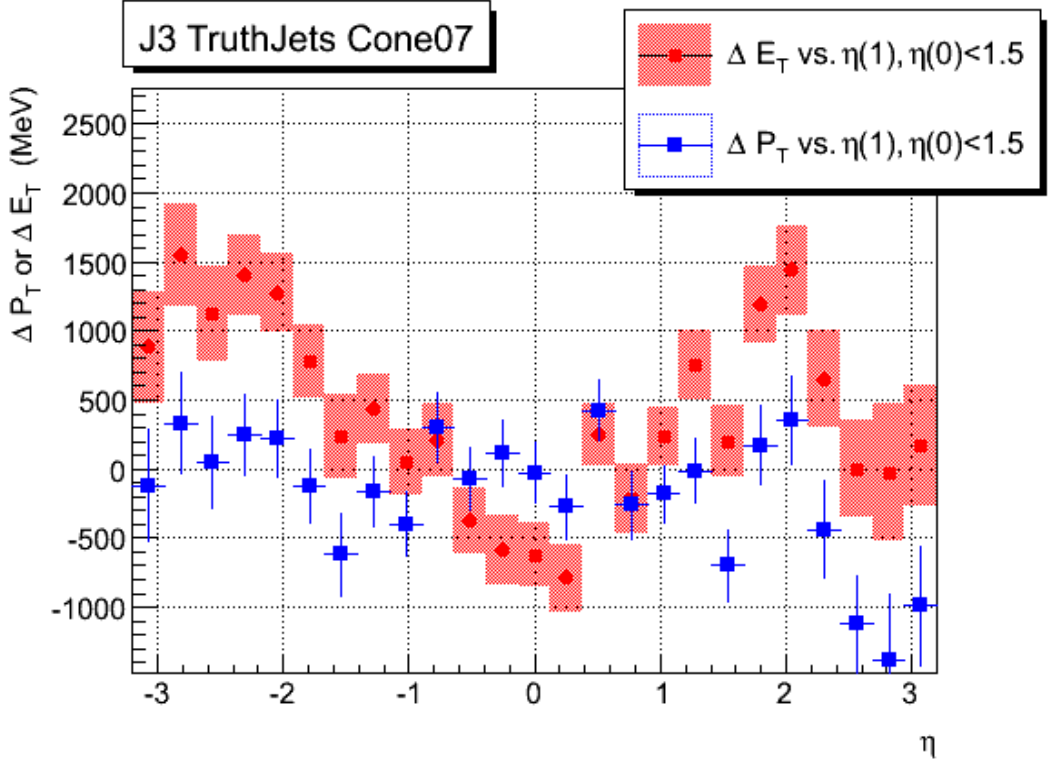 J3 TruthJets Cone07
Δ E_T vs. η(1), η(0)<1.5
Δ P_T vs. η(1), η(0)<1.5
Δ P_T or Δ E_T (MeV)
2500
2000
1500
1000
500
0
-500
-1000
-3 -2 -1 0 1 2 3
η